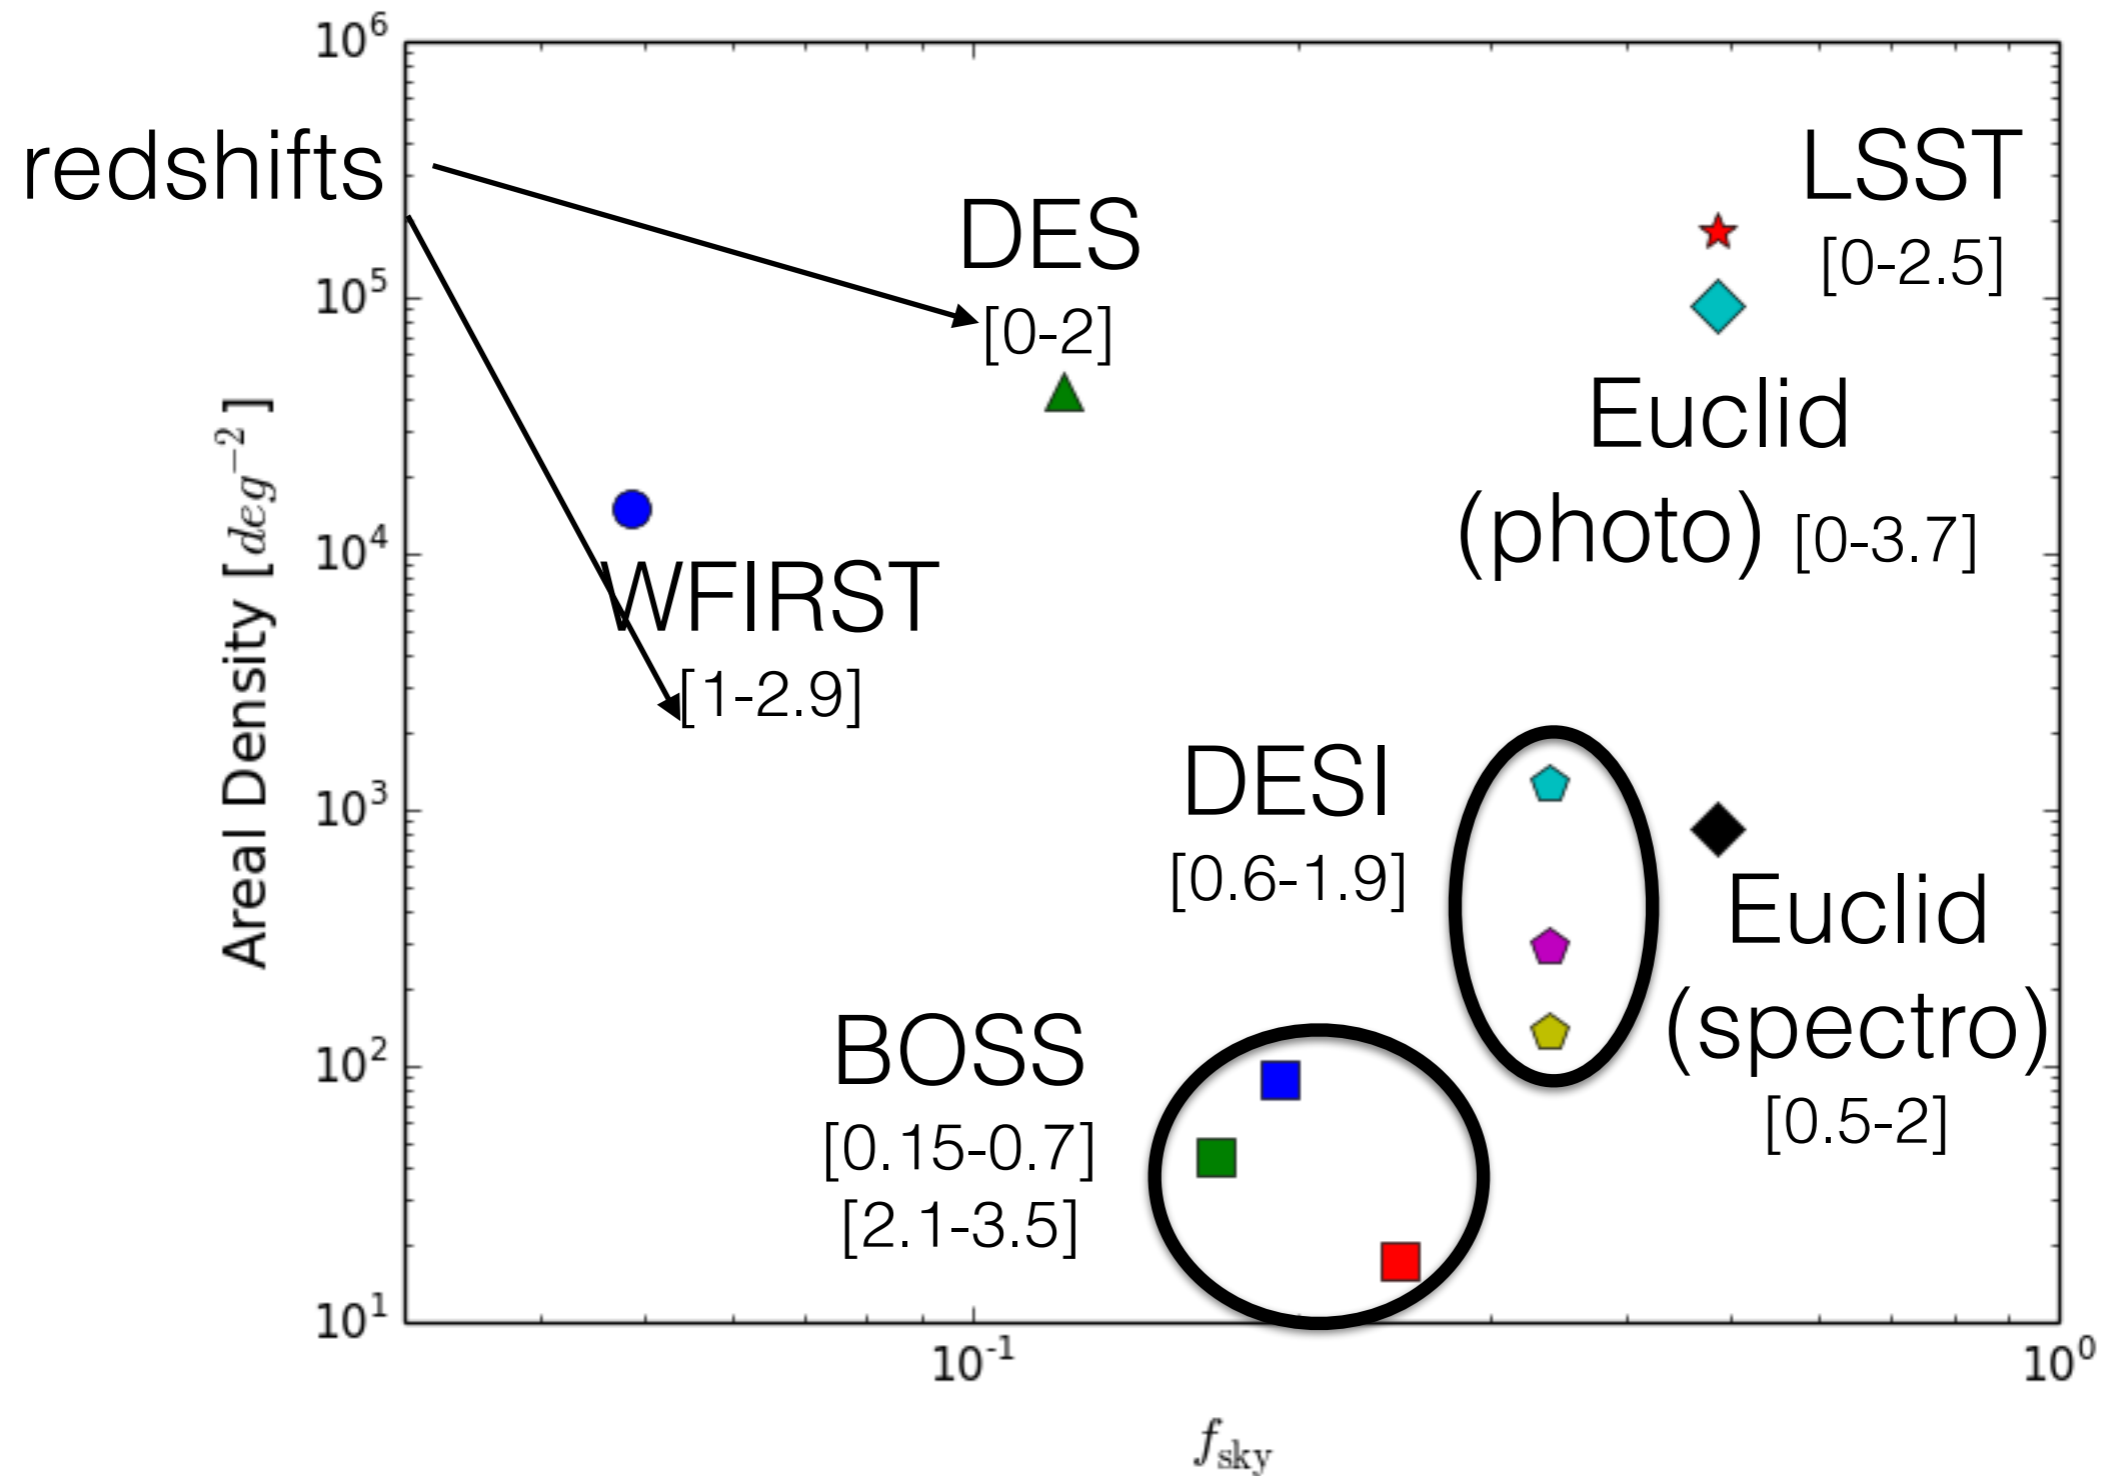 10^6
redshifts
LSST
[0-2.5]
DES
[0-2]
10^5
Euclid
(photo) [0-3.7]
10^4
WFIRST
[1-2.9]
Areal Density [deg^−2]
DESI
[0.6-1.9]
10^3
Euclid
(spectro)
[0.5-2]
BOSS
[0.15-0.7]
[2.1-3.5]
10^2
10^1
10^-1
10^0
f_sky